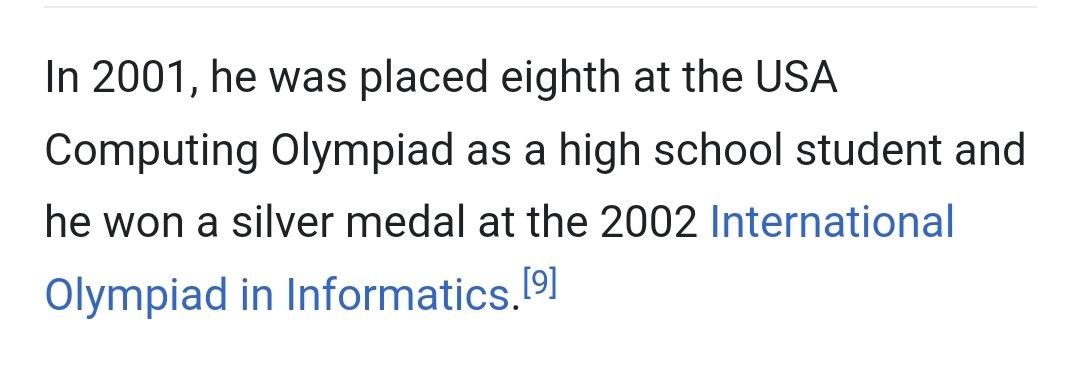 In 2001, he was placed eighth at the USA
Computing Olympiad as a high school student and
he won a silver medal at the 2002 International
Olympiad in Informatics.[9]